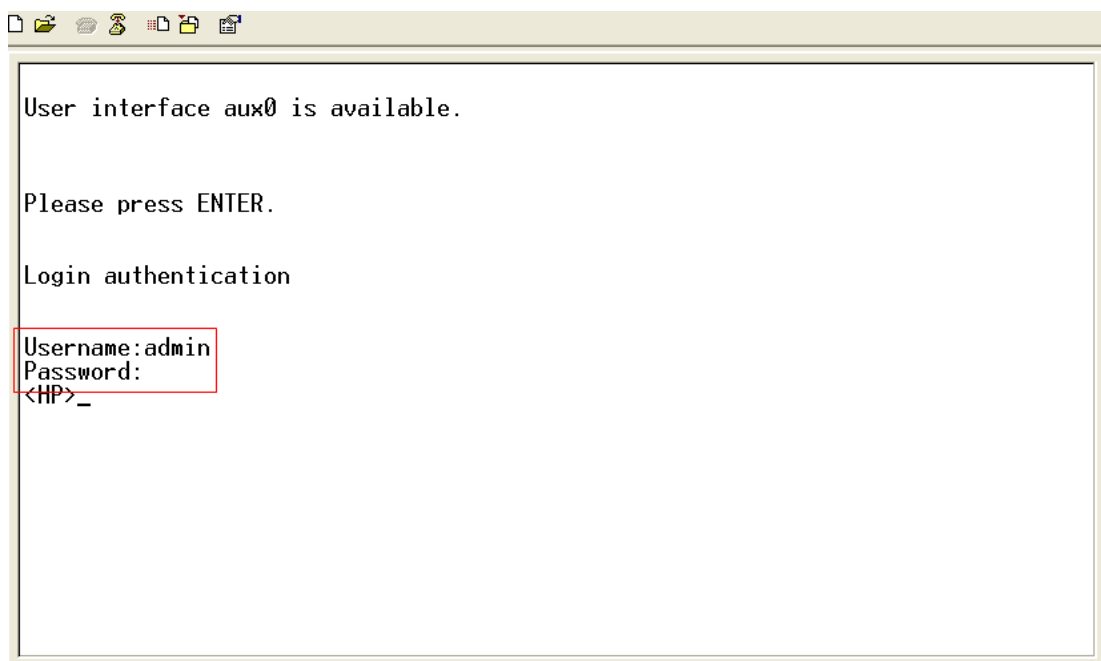 User interface aux0 is available.
Please press ENTER.
Login authentication
Username:admin
Password:
<HP>_